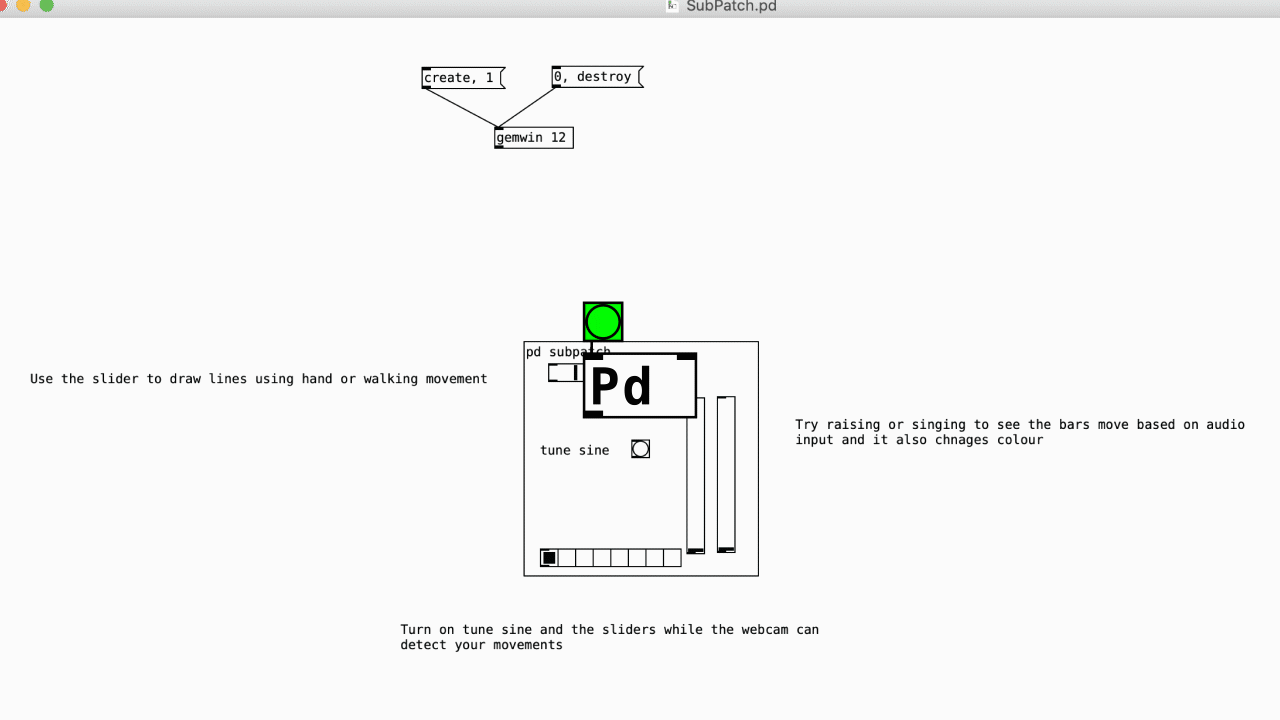 SubPatch.pd
create, 1
0, destroy
gemwin 12
pd subpatch
Pd
Use the slider to draw lines using hand or walking movement
Try raising or singing to see the bars move based on audio
input and it also chnages colour
tune sine
Turn on tune sine and the sliders while the webcam can
detect your movements